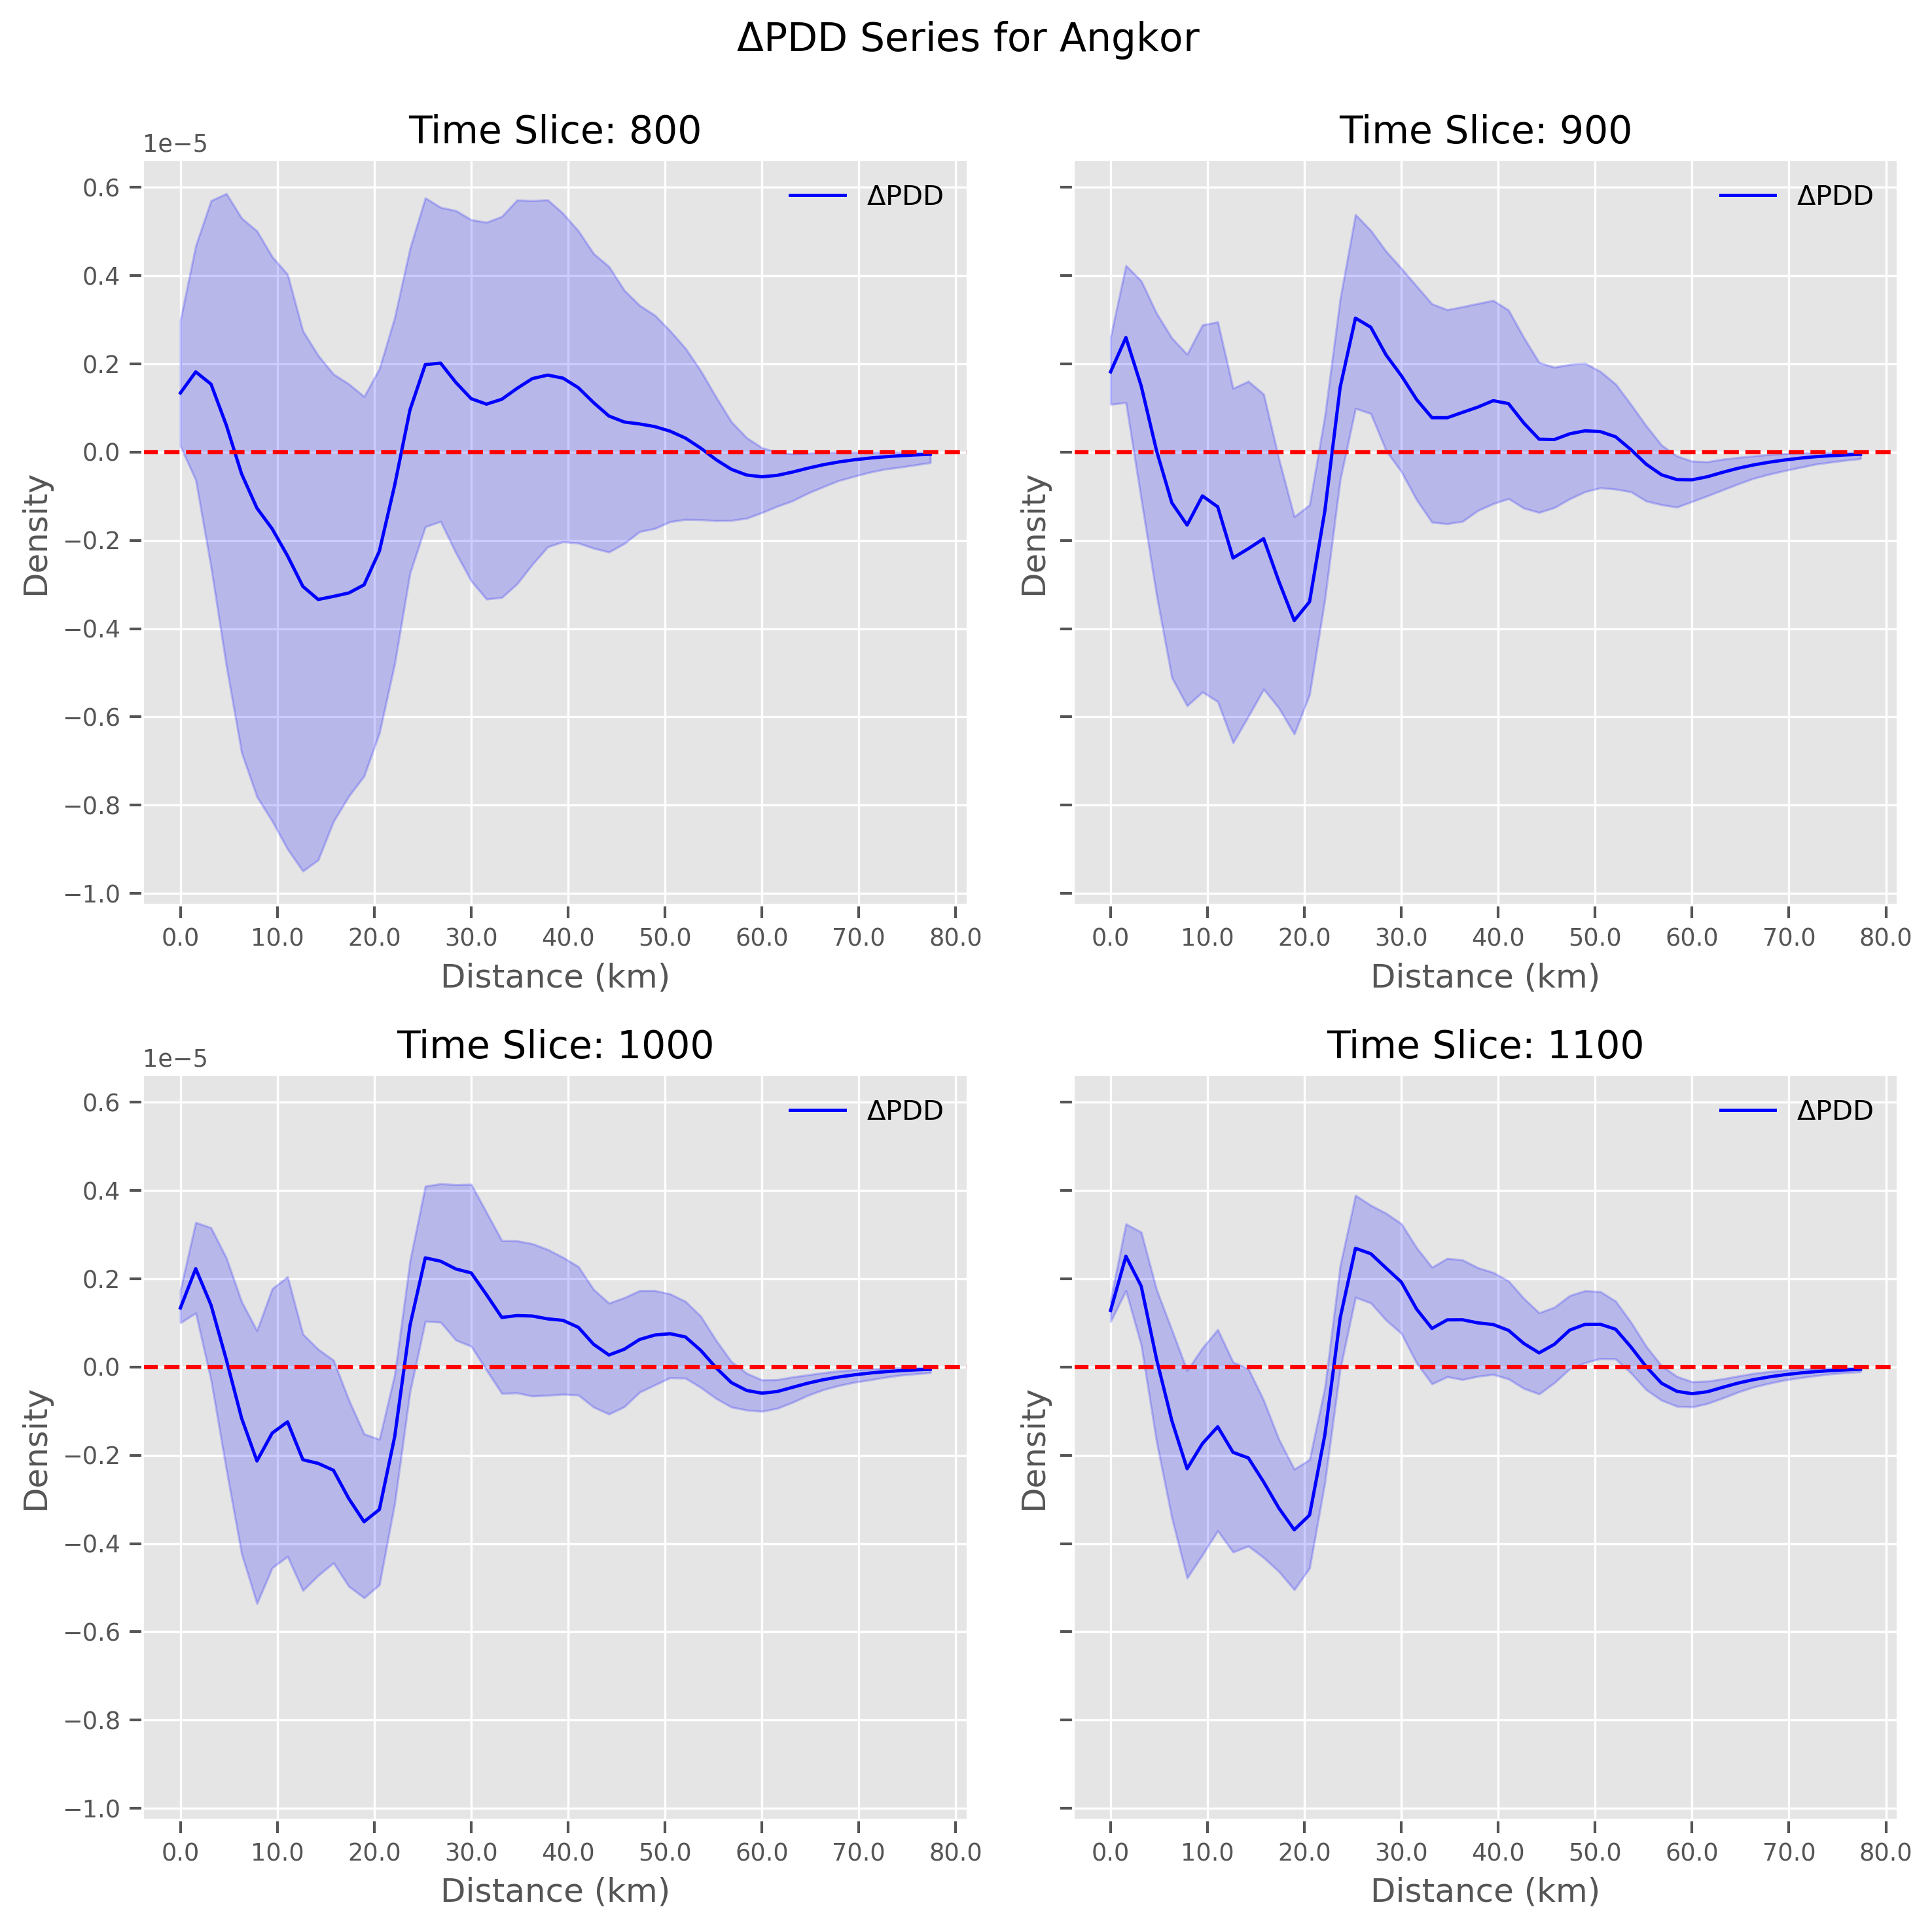 ΔPDD Series for Angkor
Time Slice: 800
1e−5
ΔPDD
0.6
0.4
0.2
0.0
−0.2
−0.4
−0.6
−0.8
−1.0
Density
0.0 10.0 20.0 30.0 40.0 50.0 60.0 70.0 80.0
Distance (km)
Time Slice: 900
ΔPDD
Density
0.0 10.0 20.0 30.0 40.0 50.0 60.0 70.0 80.0
Distance (km)
Time Slice: 1000
1e−5
ΔPDD
0.6
0.4
0.2
0.0
−0.2
−0.4
−0.6
−0.8
−1.0
Density
0.0 10.0 20.0 30.0 40.0 50.0 60.0 70.0 80.0
Distance (km)
Time Slice: 1100
ΔPDD
Density
0.0 10.0 20.0 30.0 40.0 50.0 60.0 70.0 80.0
Distance (km)